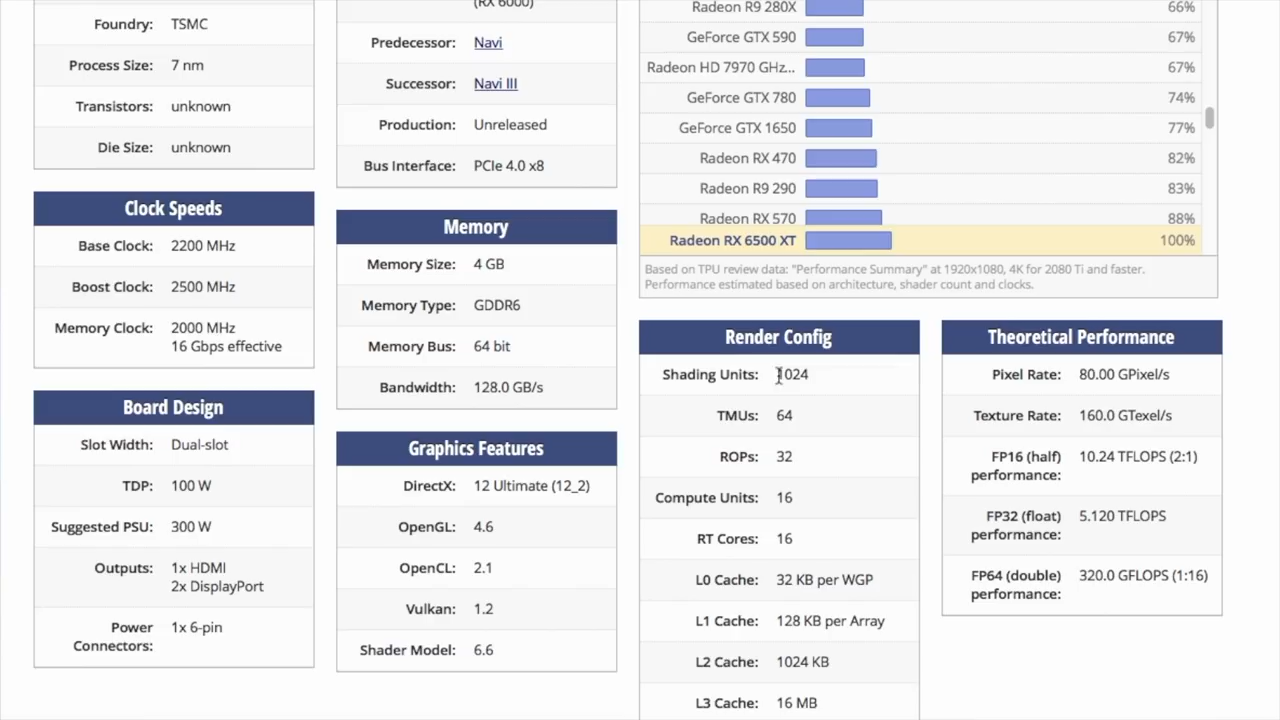 Foundry: TSMC
Process Size: 7 nm
Transistors: unknown
Die Size: unknown
Clock Speeds
Base Clock: 2200 MHz
Boost Clock: 2500 MHz
Memory Clock: 2000 MHz
16 Gbps effective
Board Design
Slot Width: Dual-slot
TDP: 100 W
Suggested PSU: 300 W
Outputs: 1x HDMI
2x DisplayPort
Power 1x 6-pin
Connectors:
(RX 6000)
Predecessor: Navi
Successor: Navi III
Production: Unreleased
Bus Interface: PCIe 4.0 x8
Memory
Memory Size: 4 GB
Memory Type: GDDR6
Memory Bus: 64 bit
Bandwidth: 128.0 GB/s
Graphics Features
DirectX: 12 Ultimate (12_2)
OpenGL: 4.6
OpenCL: 2.1
Vulkan: 1.2
Shader Model: 6.6
Radeon R9 280X 66%
GeForce GTX 590 67%
Radeon HD 7970 GHz... 67%
GeForce GTX 780 74%
GeForce GTX 1650 77%
Radeon RX 470 82%
Radeon R9 290 83%
Radeon RX 570 88%
Radeon RX 6500 XT 100%
Based on TPU review data: "Performance Summary" at 1920x1080, 4K for 2080 Ti and faster.
Performance estimated based on architecture, shader count and clocks.
Render Config
Shading Units: 1024
TMUs: 64
ROPs: 32
Compute Units: 16
RT Cores: 16
L0 Cache: 32 KB per WGP
L1 Cache: 128 KB per Array
L2 Cache: 1024 KB
L3 Cache: 16 MB
Theoretical Performance
Pixel Rate: 80.00 GPixel/s
Texture Rate: 160.0 GTexel/s
FP16 (half) 10.24 TFLOPS (2:1)
performance:
FP32 (float) 5.120 TFLOPS
performance:
FP64 (double) 320.0 GFLOPS (1:16)
performance: